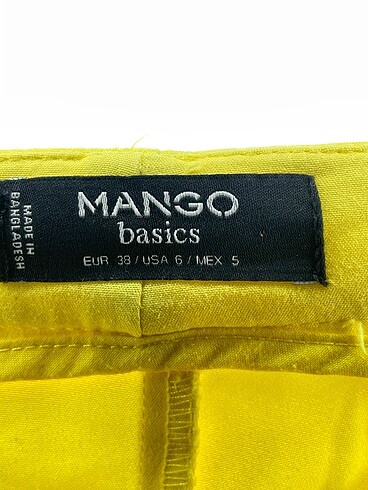 MANGO
basics
EUR 38 / USA 6 / MEX 5
MADE IN
BANGLADESH